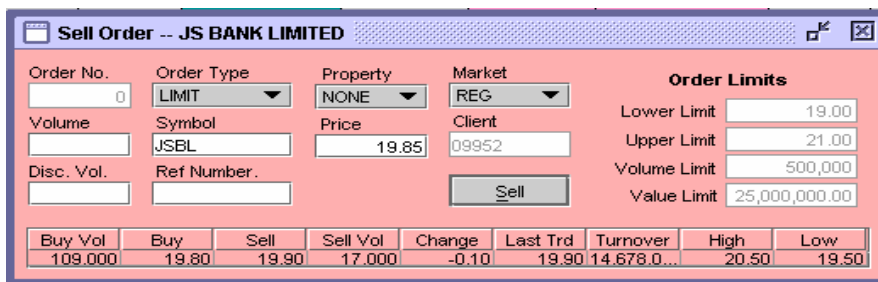 Sell Order -- JS BANK LIMITED
Order No. Order Type Property Market Order Limits
0 LIMIT NONE REG
Lower Limit 19.00
Volume Symbol Price Client
JSBL 19.85 09952
Upper Limit 21.00
Disc. Vol. Ref Number. Volume Limit 500,000
Sell
Value Limit 25,000,000.00
Buy Vol Buy Sell Sell Vol Change Last Trd Turnover High Low
109.000 19.80 19.90 17.000 -0.10 19.90 14.678.0... 20.50 19.50